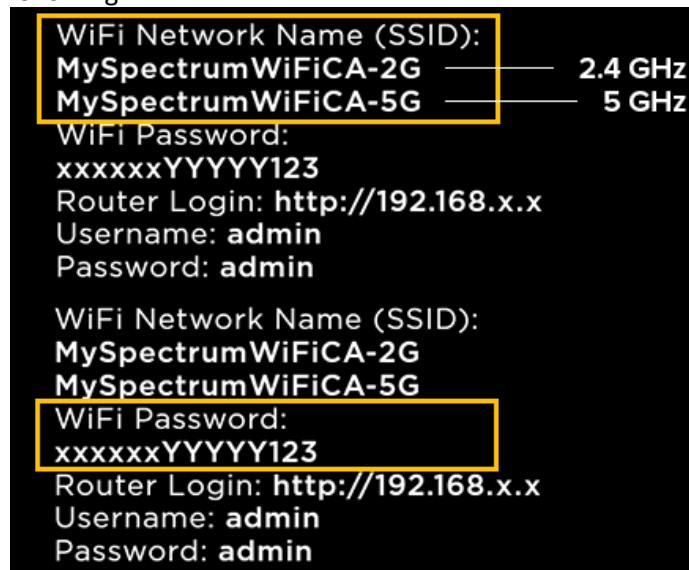 WiFi Network Name (SSID):
MySpectrumWiFiCA-2G 2.4 GHz
MySpectrumWiFiCA-5G 5 GHz
WiFi Password:
xxxxxxYYYYY123
Router Login: http://192.168.x.x
Username: admin
Password: admin
WiFi Network Name (SSID):
MySpectrumWiFiCA-2G
MySpectrumWiFiCA-5G
WiFi Password:
xxxxxxYYYYY123
Router Login: http://192.168.x.x
Username: admin
Password: admin